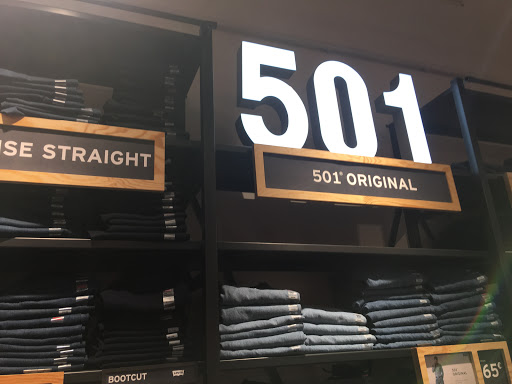 501
USE STRAIGHT
501® ORIGINAL
BOOTCUT
65€